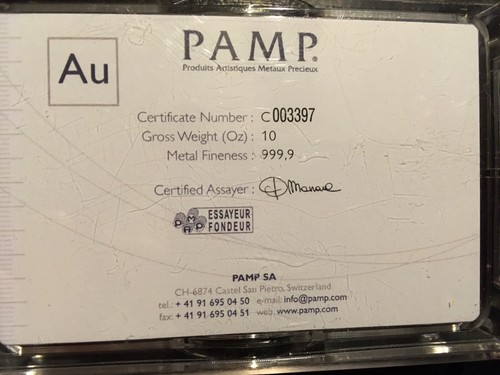 Au
PAMP.
Produits Artistiques Metaux Precieux
Certificate Number : C 003397
Gross Weight (Oz) : 10
Metal Fineness : 999,9
Certified Assayer :
PAMP ESSAYEUR
FONDEUR
PAMP SA
CH-6874 Castel San Pietro, Switzerland
tel.: + 41 91 695 04 50 e-mail: info@pamp.com
fax: + 41 91 695 04 51 web: www.pamp.com